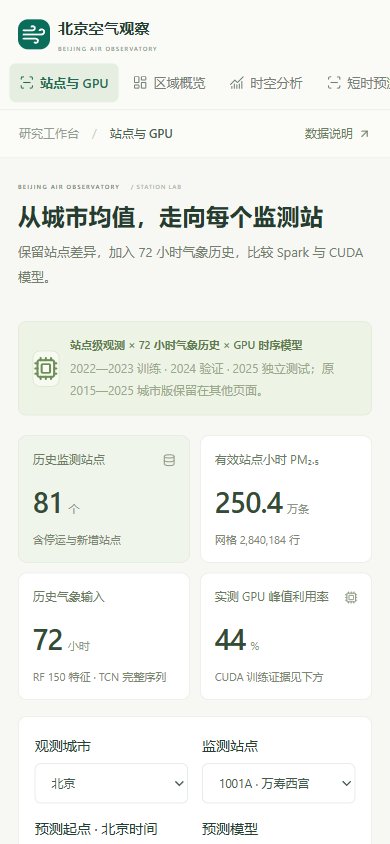 北京空气观察
BEIJING AIR OBSERVATORY
站点与 GPU 区域概览 时空分析 短时预测
研究工作台 / 站点与 GPU 数据说明
BEIJING AIR OBSERVATORY / STATION LAB
从城市均值，走向每个监测站
保留站点差异，加入 72 小时气象历史，比较 Spark 与 CUDA
模型。
站点级观测 × 72 小时气象历史 × GPU 时序模型
2022—2023 训练 · 2024 验证 · 2025 独立测试；原
2015—2025 城市版保留在其他页面。
历史监测站点
81 个
含停运与新增站点
有效站点小时 PM₂.₅
250.4 万条
网格 2,840,184 行
历史气象输入
72 小时
RF 150 特征 · TCN 完整序列
实测 GPU 峰值利用率
44 %
CUDA 训练证据见下方
观测城市 监测站点
北京 1001A · 万寿西宫
预测起点 · 北京时间 预测模型